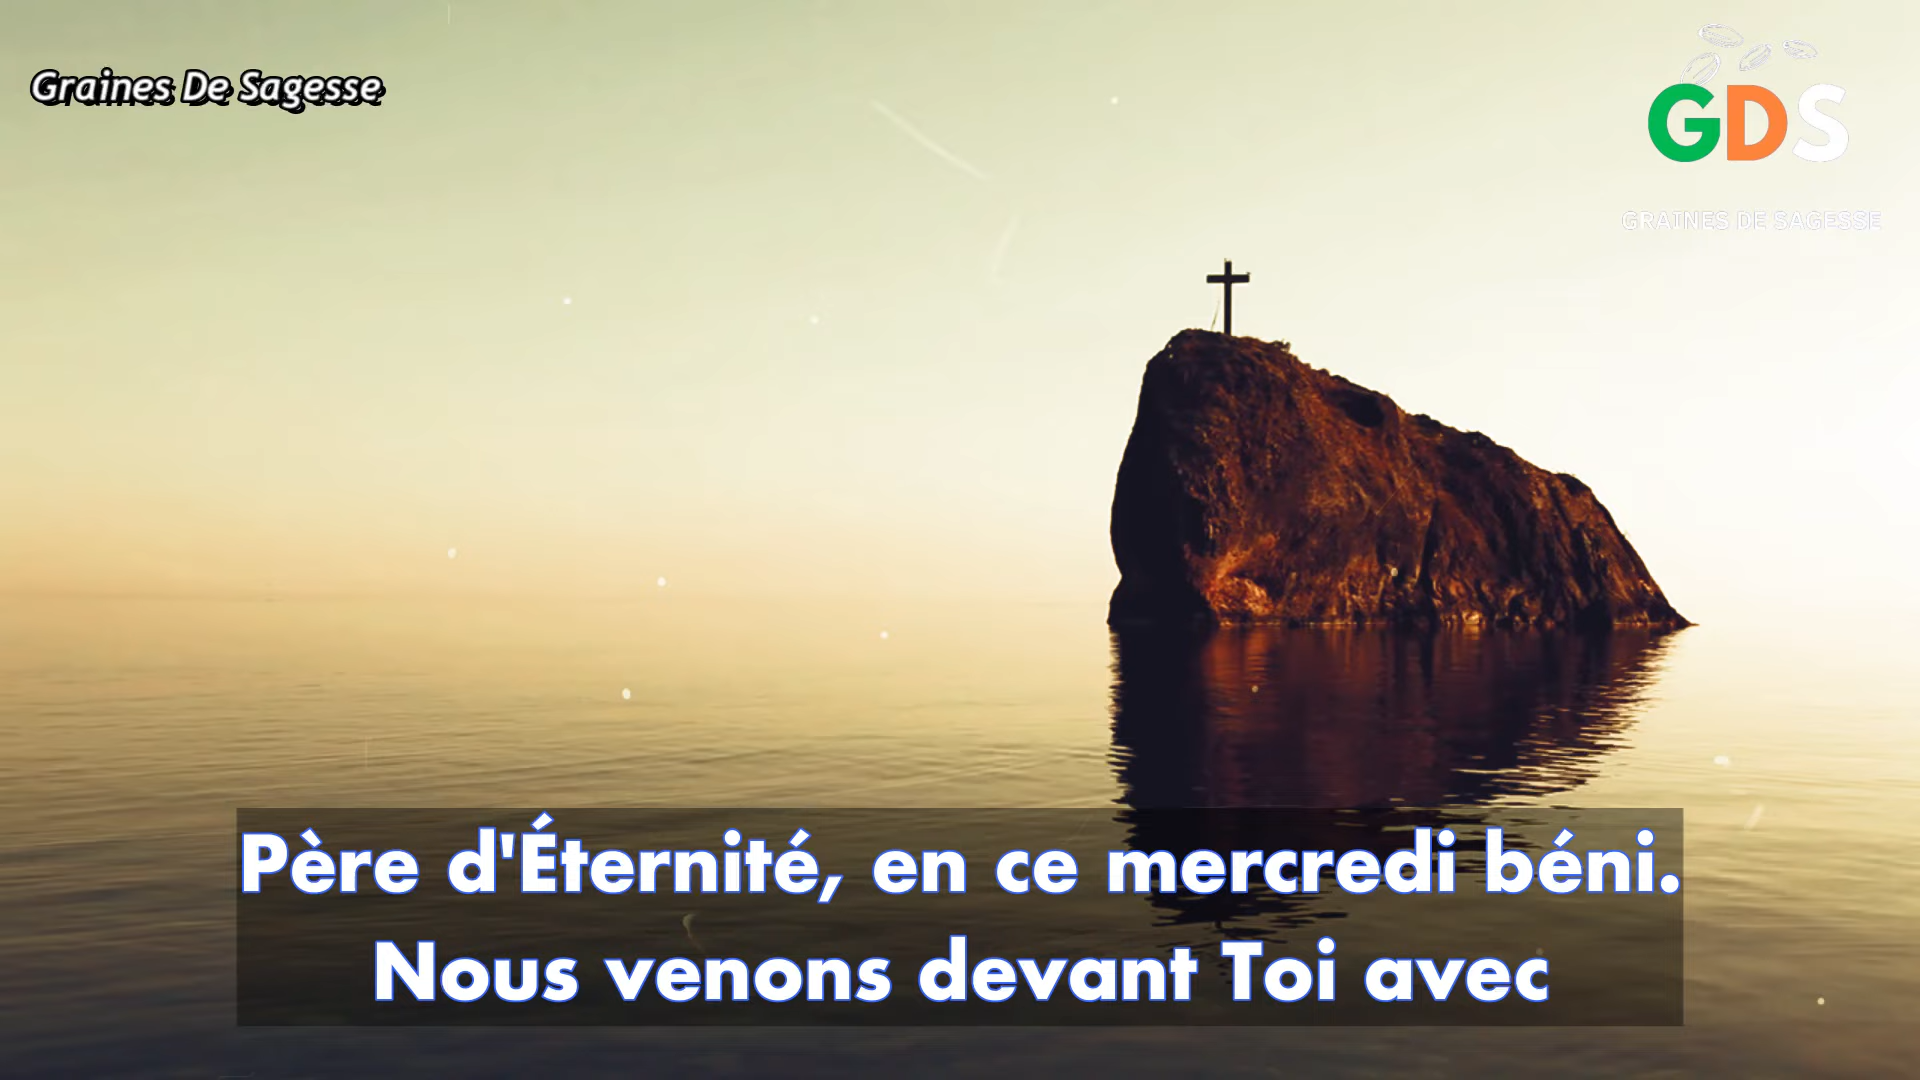 Graines De Sagesse
GDS
GRAINES DE SAGESSE
Père d'Éternité, en ce mercredi béni.
Nous venons devant Toi avec